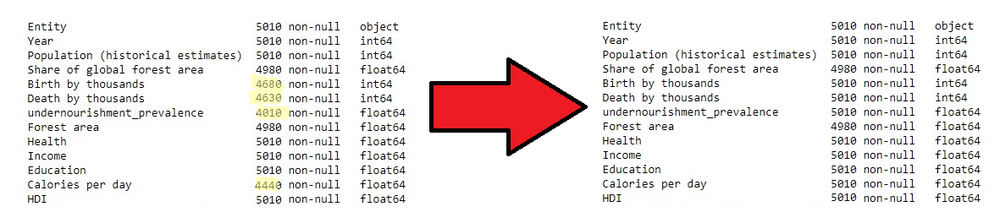 Entity 5010 non-null object
Year 5010 non-null int64
Population (historical estimates) 5010 non-null int64
Share of global forest area 4980 non-null float64
Birth by thousands 4680 non-null int64
Death by thousands 4630 non-null int64
undernourishment_prevalence 4010 non-null float64
Forest area 4980 non-null float64
Health 5010 non-null float64
Income 5010 non-null float64
Education 5010 non-null float64
Calories per day 4440 non-null float64
HDI 5010 non-null float64
Entity 5010 non-null object
Year 5010 non-null int64
Population (historical estimates) 5010 non-null int64
Share of global forest area 4980 non-null float64
Birth by thousands 5010 non-null int64
Death by thousands 5010 non-null int64
undernourishment_prevalence 5010 non-null float64
Forest area 4980 non-null float64
Health 5010 non-null float64
Income 5010 non-null float64
Education 5010 non-null float64
Calories per day 5010 non-null float64
HDI 5010 non-null float64